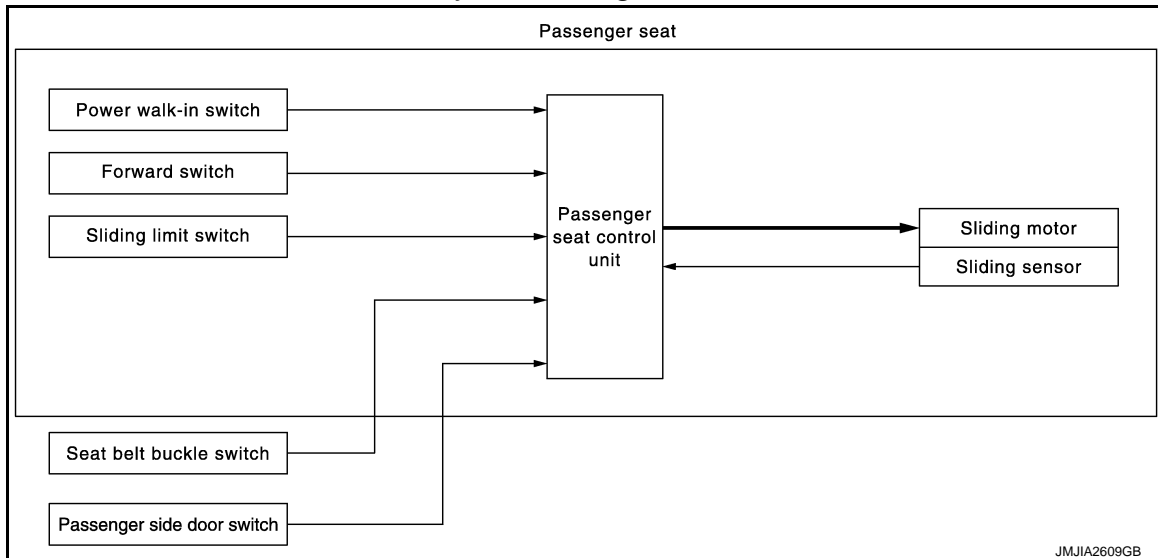 Passenger seat
Power walk-in switch
Forward switch
Sliding limit switch
Passenger
seat control
unit
Sliding motor
Sliding sensor
Seat belt buckle switch
Passenger side door switch
JMJIA2609GB